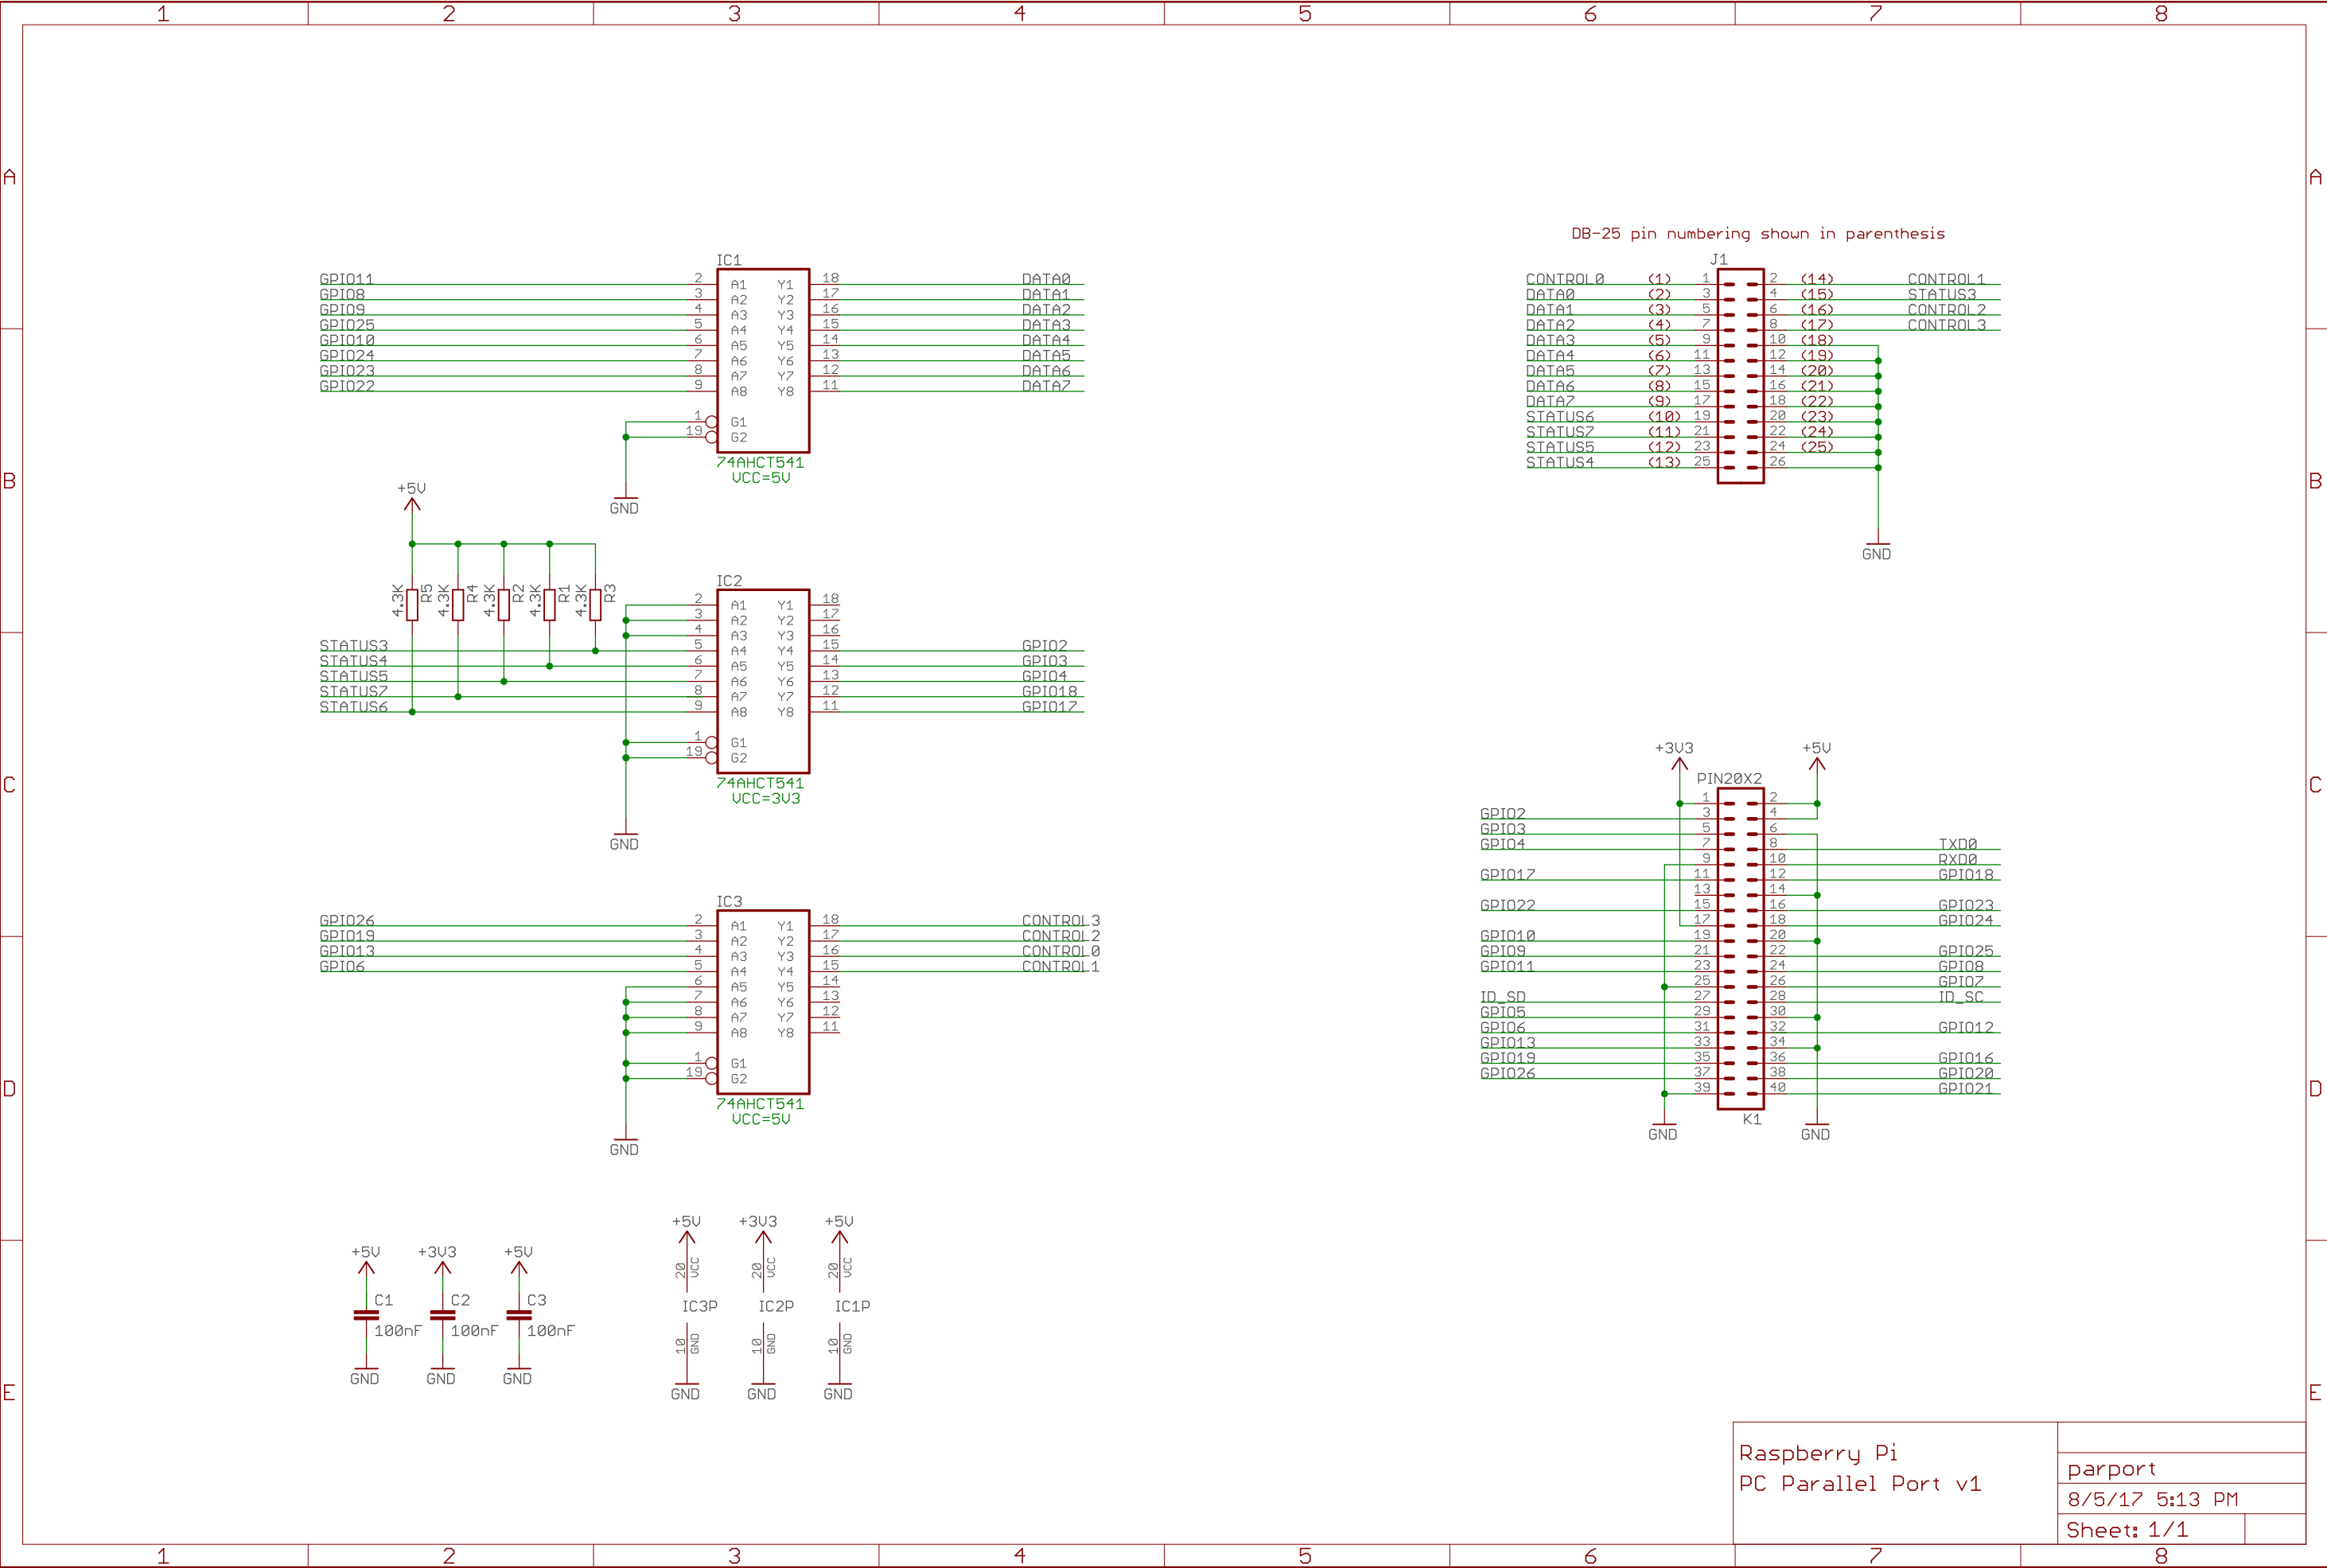 1 2 3 4 5 6 7 8
A A
B B
C C
D D
E E
IC1
GPIO11 2 A1 Y1 18 DATA0
GPIO8 3 A2 Y2 17 DATA1
GPIO9 4 A3 Y3 16 DATA2
GPIO25 5 A4 Y4 15 DATA3
GPIO10 6 A5 Y5 14 DATA4
GPIO24 7 A6 Y6 13 DATA5
GPIO23 8 A7 Y7 12 DATA6
GPIO22 9 A8 Y8 11 DATA7
1 G1
19 G2
74AHCT541
VCC=5V
GND
+5V
4.3K R5 4.3K R4 4.3K R2 4.3K R1 4.3K R3
IC2
2 A1 Y1 18
3 A2 Y2 17
4 A3 Y3 16
STATUS3 5 A4 Y4 15 GPIO2
STATUS4 6 A5 Y5 14 GPIO3
STATUS5 7 A6 Y6 13 GPIO4
STATUS7 8 A7 Y7 12 GPIO18
STATUS6 9 A8 Y8 11 GPIO17
1 G1
19 G2
74AHCT541
VCC=3V3
GND
IC3
GPIO26 2 A1 Y1 18 CONTROL3
GPIO19 3 A2 Y2 17 CONTROL2
GPIO13 4 A3 Y3 16 CONTROL0
GPIO6 5 A4 Y4 15 CONTROL1
6 A5 Y5 14
7 A6 Y6 13
8 A7 Y7 12
9 A8 Y8 11
1 G1
19 G2
74AHCT541
VCC=5V
GND
+5V +3V3 +5V
C1 C2 C3
100nF 100nF 100nF
GND GND GND
+5V +3V3 +5V
20 VCC 20 VCC 20 VCC
IC3P IC2P IC1P
10 GND 10 GND 10 GND
GND GND GND
DB-25 pin numbering shown in parenthesis
J1
CONTROL0 (1) 1 2 (14) CONTROL1
DATA0 (2) 3 4 (15) STATUS3
DATA1 (3) 5 6 (16) CONTROL2
DATA2 (4) 7 8 (17) CONTROL3
DATA3 (5) 9 10 (18)
DATA4 (6) 11 12 (19)
DATA5 (7) 13 14 (20)
DATA6 (8) 15 16 (21)
DATA7 (9) 17 18 (22)
STATUS6 (10) 19 20 (23)
STATUS7 (11) 21 22 (24)
STATUS5 (12) 23 24 (25)
STATUS4 (13) 25 26
GND
+3V3 +5V
PIN20X2
1 2
GPIO2 3 4
GPIO3 5 6
GPIO4 7 8 TXD0
9 10 RXD0
GPIO17 11 12 GPIO18
13 14
GPIO22 15 16 GPIO23
17 18 GPIO24
GPIO10 19 20
GPIO9 21 22 GPIO25
GPIO11 23 24 GPIO8
25 26 GPIO7
ID_SD 27 28 ID_SC
GPIO5 29 30
GPIO6 31 32 GPIO12
GPIO13 33 34
GPIO19 35 36 GPIO16
GPIO26 37 38 GPIO20
39 40 GPIO21
K1
GND GND
Raspberry Pi
PC Parallel Port v1
parport
8/5/17 5:13 PM
Sheet: 1/1
1 2 3 4 5 6 7 8